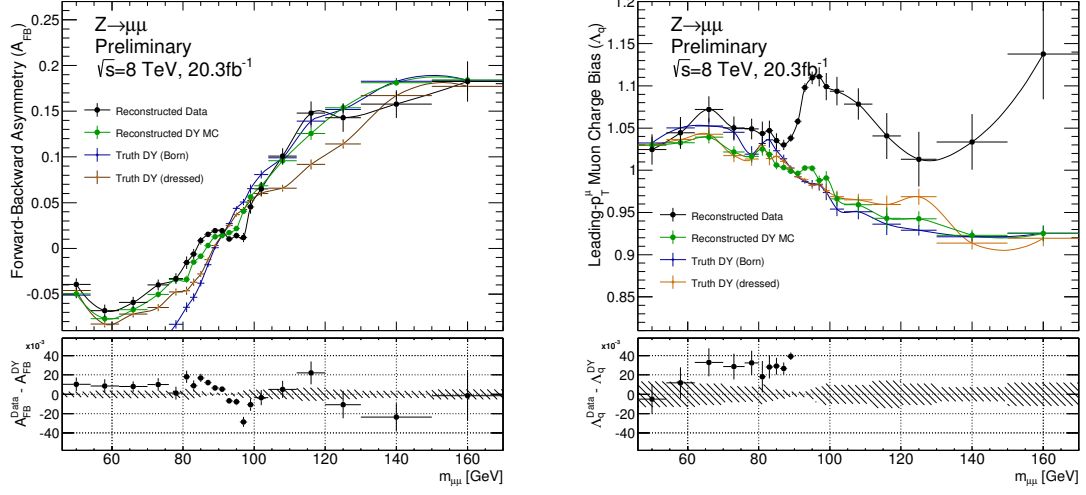 Forward-Backward Asymmetry (A_FB)
0.25
0.2
0.15
0.1
0.05
0
-0.05
Z→μμ
Preliminary
√s=8 TeV, 20.3fb⁻¹
Reconstructed Data
Reconstructed DY MC
Truth DY (Born)
Truth DY (dressed)
A_FB^Data - A_FB^DY
×10⁻³
40
20
0
-20
-40
60 80 100 120 140 160
m_μμ [GeV]
Leading-p_T^μ Muon Charge Bias (Λ_q)
1.2
1.15
1.1
1.05
1
0.95
0.9
0.85
Z→μμ
Preliminary
√s=8 TeV, 20.3fb⁻¹
Reconstructed Data
Reconstructed DY MC
Truth DY (Born)
Truth DY (dressed)
Λ_q^Data - Λ_q^DY
×10⁻³
40
20
0
-20
-40
60 80 100 120 140 160
m_μμ [GeV]